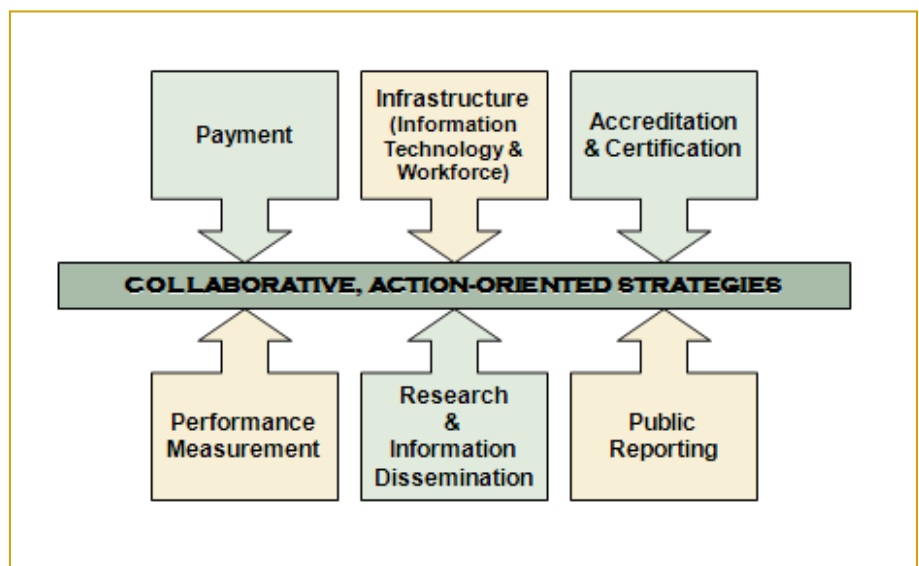 Payment
Infrastructure
(Information
Technology &
Workforce)
Accreditation
& Certification
COLLABORATIVE, ACTION-ORIENTED STRATEGIES
Performance
Measurement
Research
&
Information
Dissemination
Public
Reporting